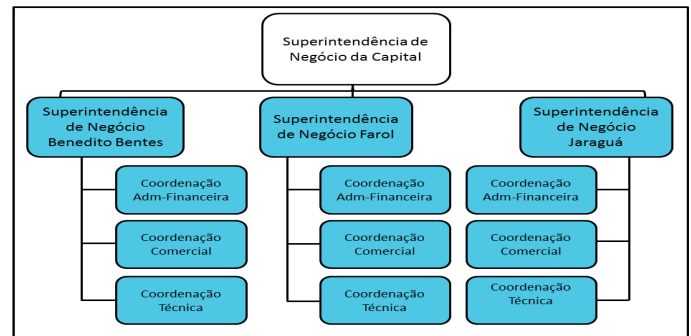 Superintendência de
Negócio da Capital
Superintendência
de Negócio
Benedito Bentes
Coordenação
Adm-Financeira
Coordenação
Comercial
Coordenação
Técnica
Superintendência
de Negócio Farol
Coordenação
Adm-Financeira
Coordenação
Comercial
Coordenação
Técnica
Superintendência
de Negócio
Jaraguá
Coordenação
Adm-Financeira
Coordenação
Comercial
Coordenação
Técnica